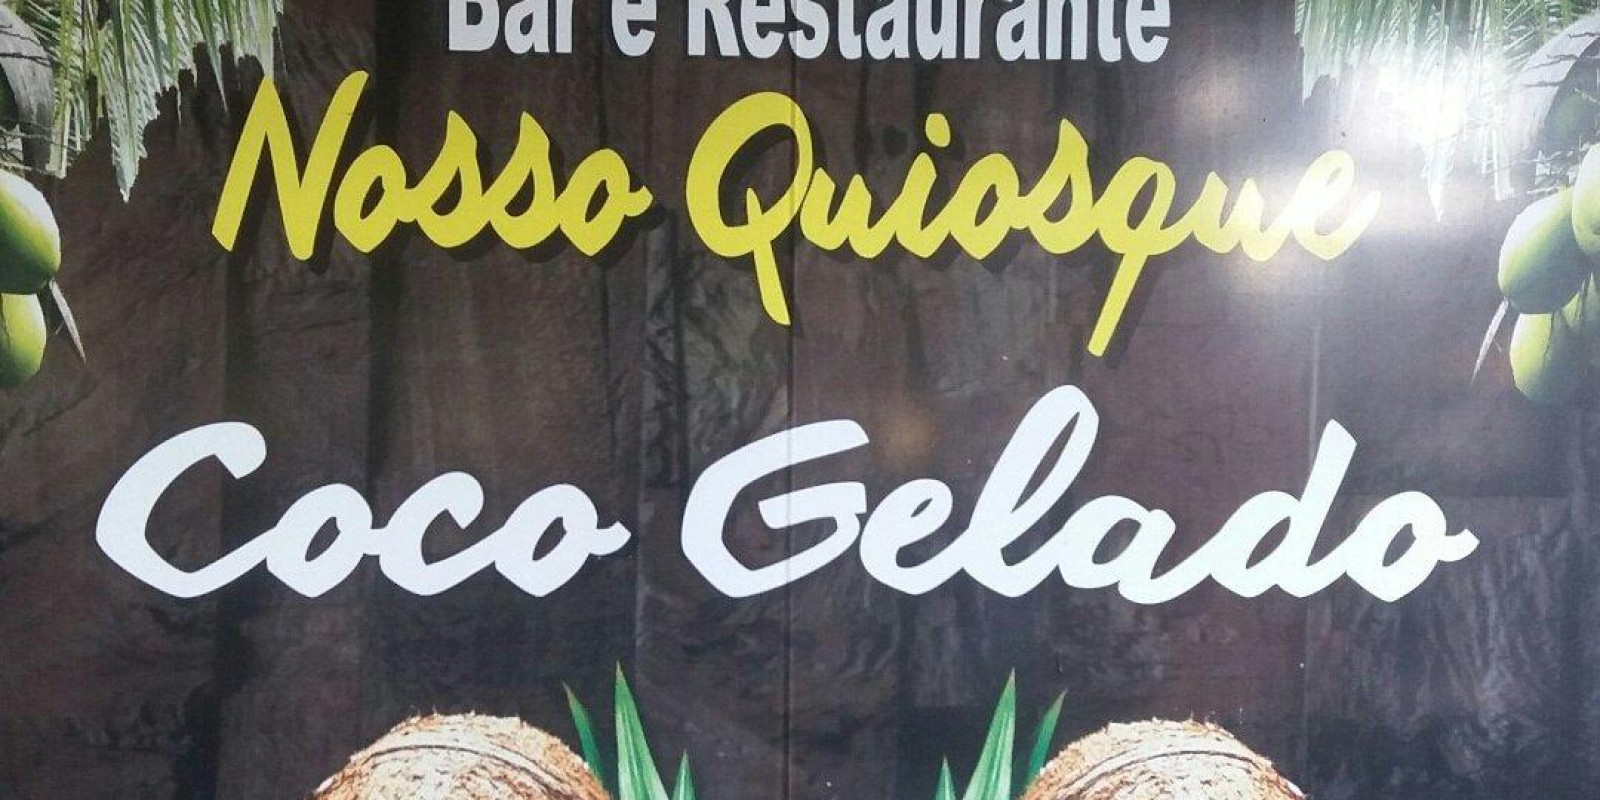 Bar e Restaurante
Nosso Quiosque
Coco Gelado